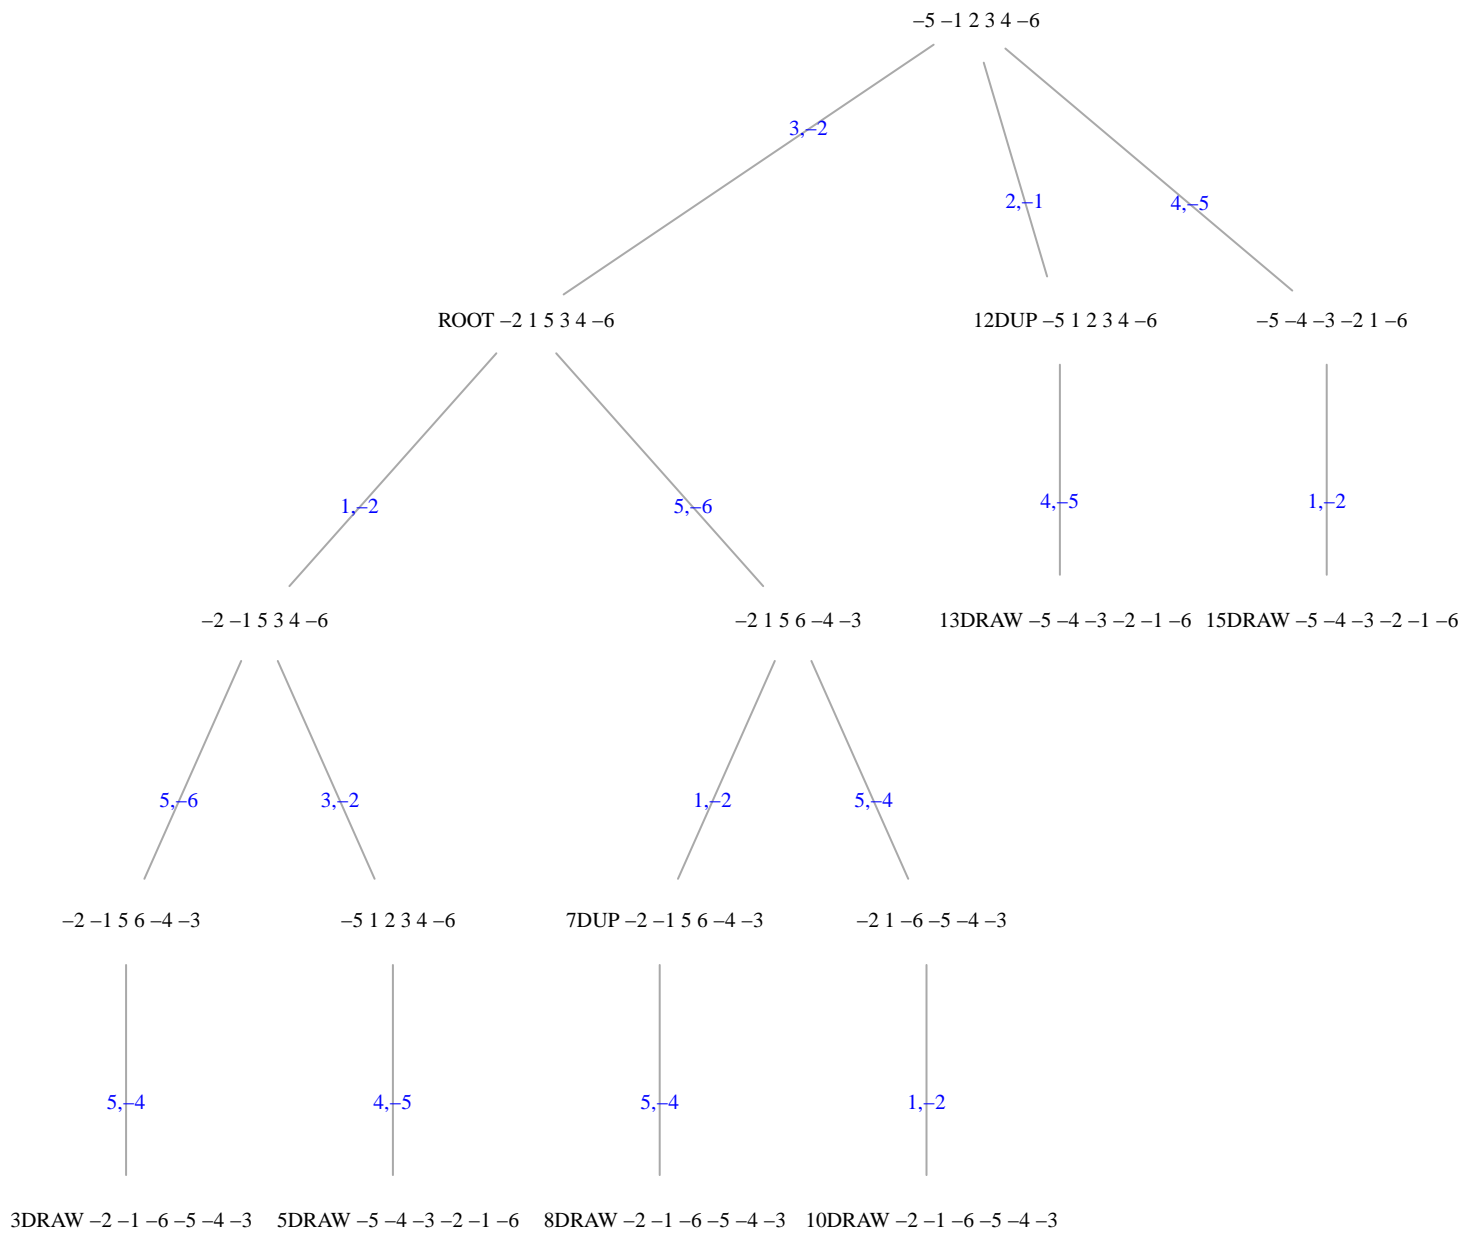 –5 –1 2 3 4 –6
3,–2
2,–1
4,–5
ROOT –2 1 5 3 4 –6
12DUP –5 1 2 3 4 –6
–5 –4 –3 –2 1 –6
1,–2
5,–6
4,–5
1,–2
–2 –1 5 3 4 –6
–2 1 5 6 –4 –3
13DRAW –5 –4 –3 –2 –1 –6
15DRAW –5 –4 –3 –2 –1 –6
5,–6
3,–2
1,–2
5,–4
–2 –1 5 6 –4 –3
–5 1 2 3 4 –6
7DUP –2 –1 5 6 –4 –3
–2 1 –6 –5 –4 –3
5,–4
4,–5
5,–4
1,–2
3DRAW –2 –1 –6 –5 –4 –3
5DRAW –5 –4 –3 –2 –1 –6
8DRAW –2 –1 –6 –5 –4 –3
10DRAW –2 –1 –6 –5 –4 –3